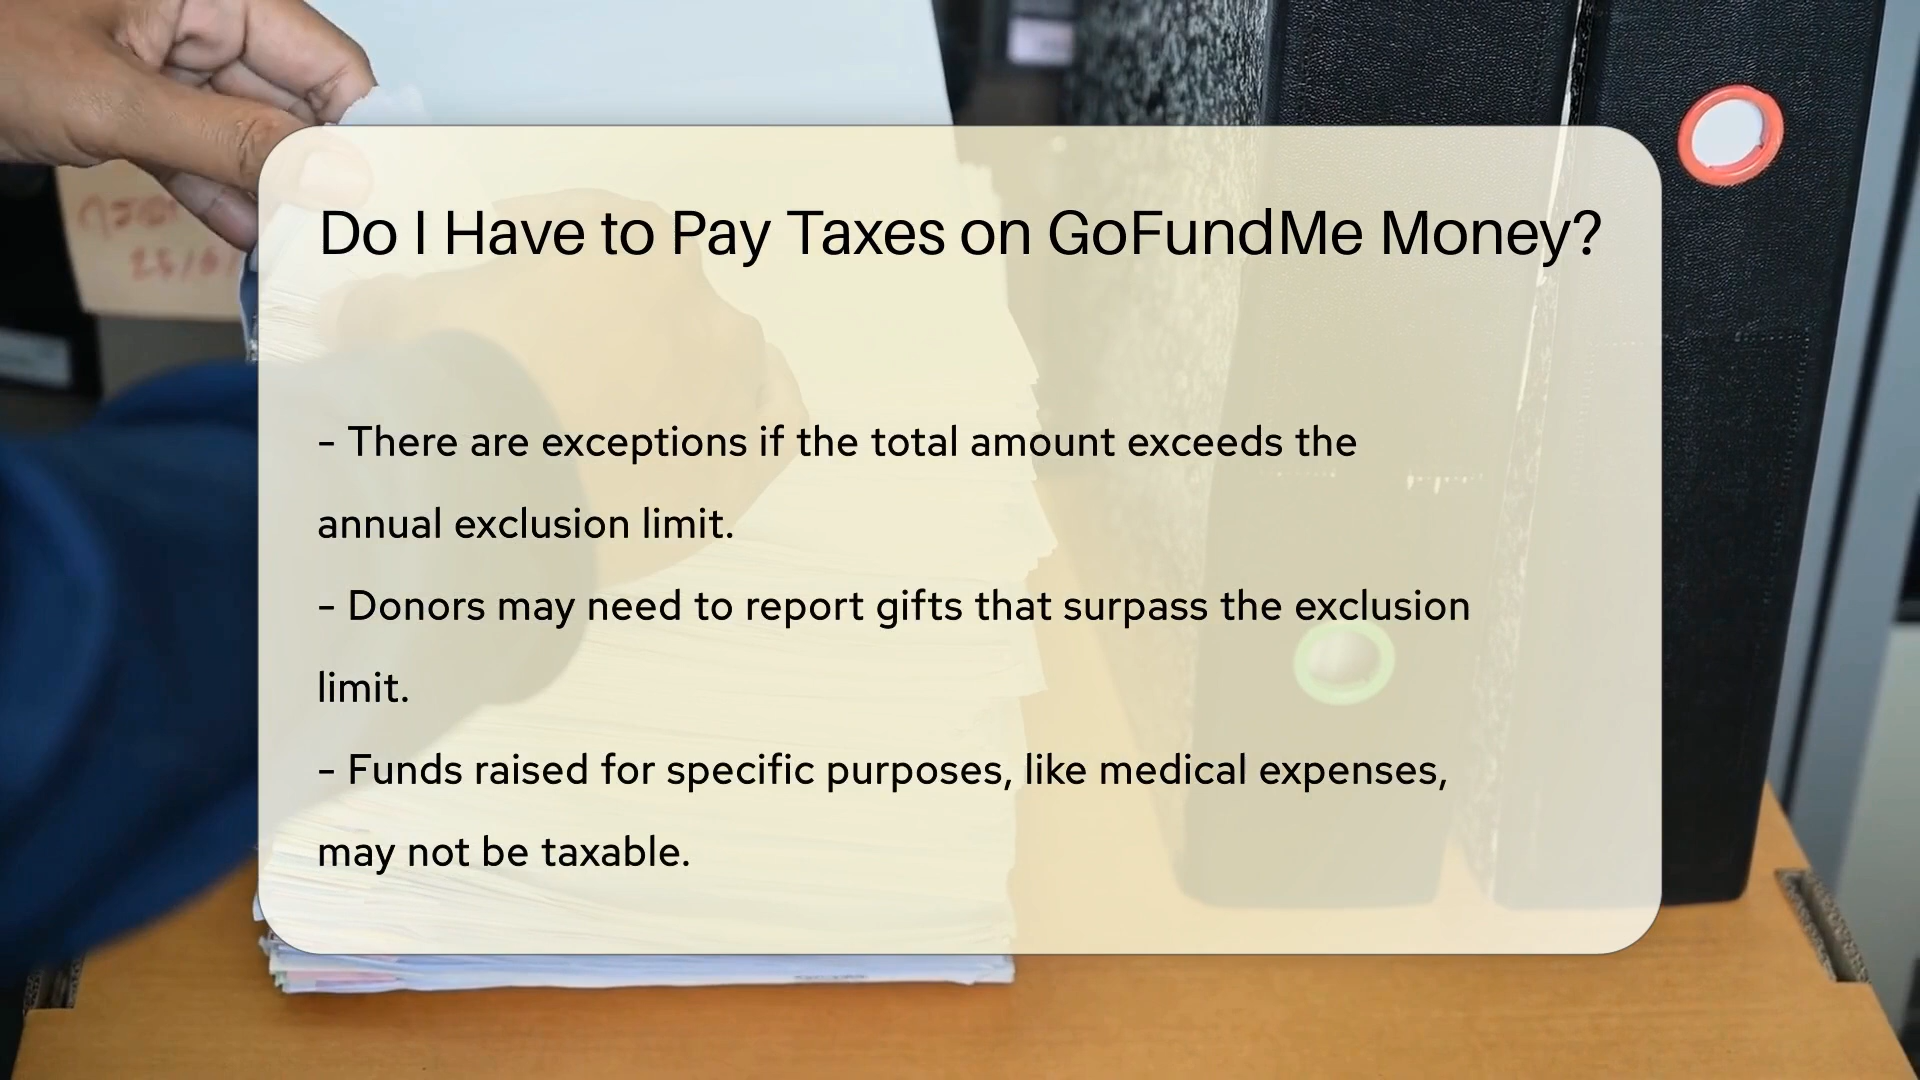 Do I Have to Pay Taxes on GoFundMe Money?
- There are exceptions if the total amount exceeds the
annual exclusion limit.
- Donors may need to report gifts that surpass the exclusion
limit.
- Funds raised for specific purposes, like medical expenses,
may not be taxable.